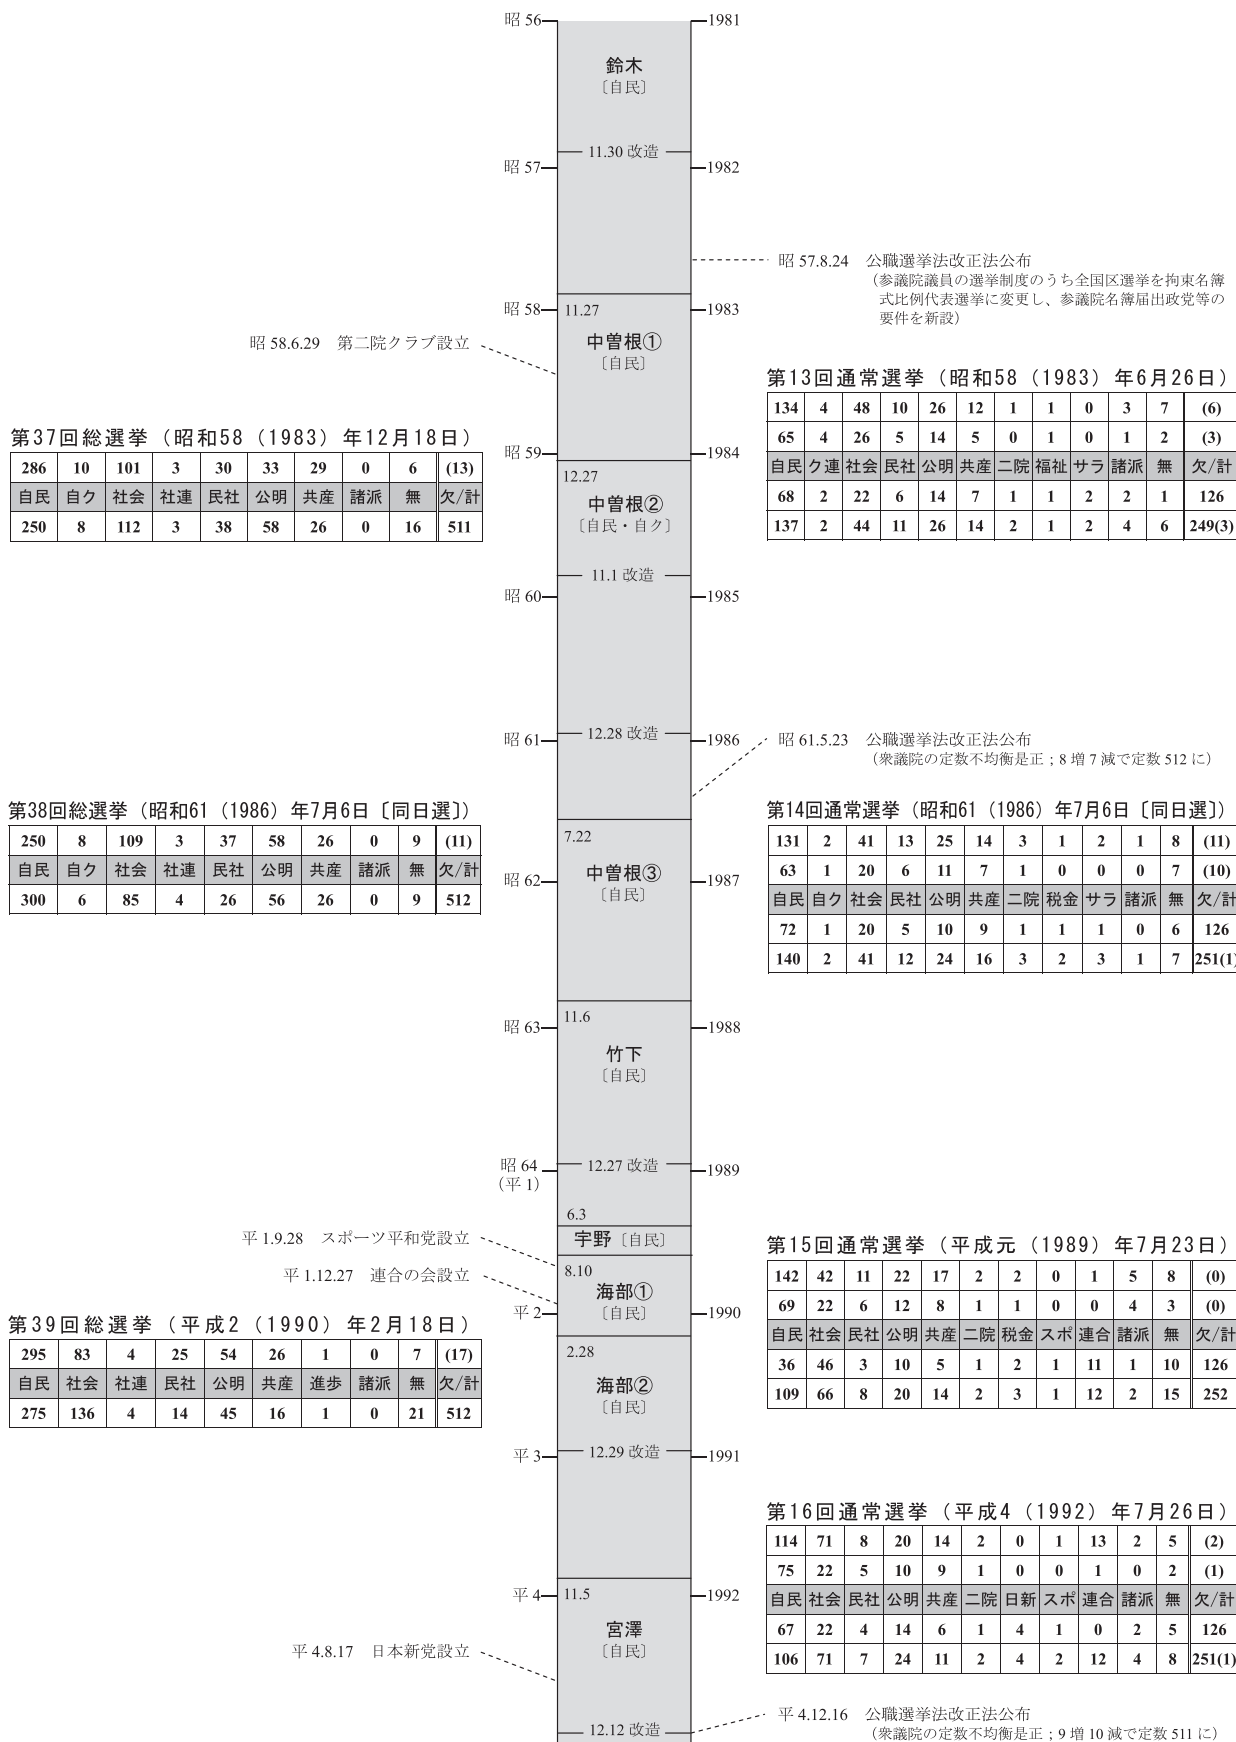 昭 56
1981
鈴木
〔自民〕
11.30 改造
昭 57
1982
昭 57.8.24　公職選挙法改正法公布
（参議院議員の選挙制度のうち全国区選挙を拘束名簿
式比例代表選挙に変更し、参議院名簿届出政党等の
要件を新設）
昭 58
1983
11.27
中曽根①
〔自民〕
昭 58.6.29　第二院クラブ設立
第13回通常選挙（昭和58（1983）年6月26日）
134 4 48 10 26 12 1 1 0 3 7 (6)
65 4 26 5 14 5 0 1 0 1 2 (3)
自民 ク連 社会 民社 公明 共産 二院 福祉 サラ 諸派 無 欠/計
68 2 22 6 14 7 1 1 2 2 1 126
137 2 44 11 26 14 2 1 2 4 6 249(3)
第37回総選挙（昭和58（1983）年12月18日）
286 10 101 3 30 33 29 0 6 (13)
自民 自ク 社会 社連 民社 公明 共産 諸派 無 欠/計
250 8 112 3 38 58 26 0 16 511
昭 59
1984
12.27
中曽根②
〔自民・自ク〕
11.1 改造
昭 60
1985
12.28 改造
昭 61
1986
昭 61.5.23　公職選挙法改正法公布
（衆議院の定数不均衡是正；8 増 7 減で定数 512 に）
第38回総選挙（昭和61（1986）年7月6日〔同日選〕）
250 8 109 3 37 58 26 0 9 (11)
自民 自ク 社会 社連 民社 公明 共産 諸派 無 欠/計
300 6 85 4 26 56 26 0 9 512
第14回通常選挙（昭和61（1986）年7月6日〔同日選〕）
131 2 41 13 25 14 3 1 2 1 8 (11)
63 1 20 6 11 7 1 0 0 0 7 (10)
自民 自ク 社会 民社 公明 共産 二院 税金 サラ 諸派 無 欠/計
72 1 20 5 10 9 1 1 1 0 6 126
140 2 41 12 24 16 3 2 3 1 7 251(1)
7.22
中曽根③
〔自民〕
昭 62
1987
11.6
昭 63
1988
竹下
〔自民〕
12.27 改造
昭 64
（平 1）
1989
6.3
宇野〔自民〕
平 1.9.28　スポーツ平和党設立
平 1.12.27　連合の会設立
8.10
海部①
〔自民〕
平 2
1990
第15回通常選挙（平成元（1989）年7月23日）
142 42 11 22 17 2 2 0 1 5 8 (0)
69 22 6 12 8 1 1 0 0 4 3 (0)
自民 社会 民社 公明 共産 二院 税金 スポ 連合 諸派 無 欠/計
36 46 3 10 5 1 2 1 11 1 10 126
109 66 8 20 14 2 3 1 12 2 15 252
第39回総選挙（平成2（1990）年2月18日）
295 83 4 25 54 26 1 0 7 (17)
自民 社会 社連 民社 公明 共産 進歩 諸派 無 欠/計
275 136 4 14 45 16 1 0 21 512
2.28
海部②
〔自民〕
12.29 改造
平 3
1991
第16回通常選挙（平成4（1992）年7月26日）
114 71 8 20 14 2 0 1 13 2 5 (2)
75 22 5 10 9 1 0 0 1 0 2 (1)
自民 社会 民社 公明 共産 二院 日新 スポ 連合 諸派 無 欠/計
67 22 4 14 6 1 4 1 0 2 5 126
106 71 7 24 11 2 4 2 12 4 8 251(1)
11.5
平 4
1992
宮澤
〔自民〕
平 4.8.17　日本新党設立
12.12 改造
平 4.12.16　公職選挙法改正法公布
（衆議院の定数不均衡是正；9 増 10 減で定数 511 に）